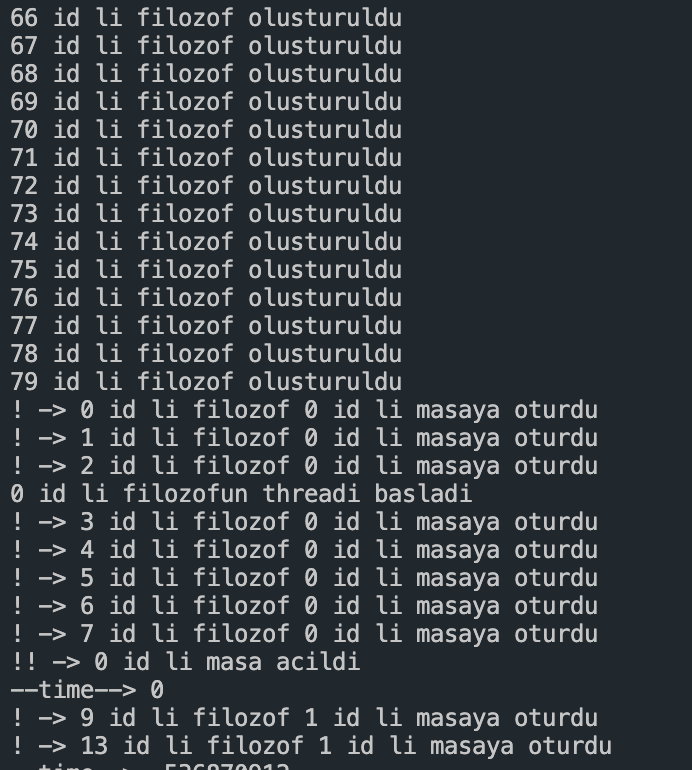 66 id li filozof olusturuldu
67 id li filozof olusturuldu
68 id li filozof olusturuldu
69 id li filozof olusturuldu
70 id li filozof olusturuldu
71 id li filozof olusturuldu
72 id li filozof olusturuldu
73 id li filozof olusturuldu
74 id li filozof olusturuldu
75 id li filozof olusturuldu
76 id li filozof olusturuldu
77 id li filozof olusturuldu
78 id li filozof olusturuldu
79 id li filozof olusturuldu
! -> 0 id li filozof 0 id li masaya oturdu
! -> 1 id li filozof 0 id li masaya oturdu
! -> 2 id li filozof 0 id li masaya oturdu
0 id li filozofun threadi basladi
! -> 3 id li filozof 0 id li masaya oturdu
! -> 4 id li filozof 0 id li masaya oturdu
! -> 5 id li filozof 0 id li masaya oturdu
! -> 6 id li filozof 0 id li masaya oturdu
! -> 7 id li filozof 0 id li masaya oturdu
!! -> 0 id li masa acildi
--time--> 0
! -> 9 id li filozof 1 id li masaya oturdu
! -> 13 id li filozof 1 id li masaya oturdu